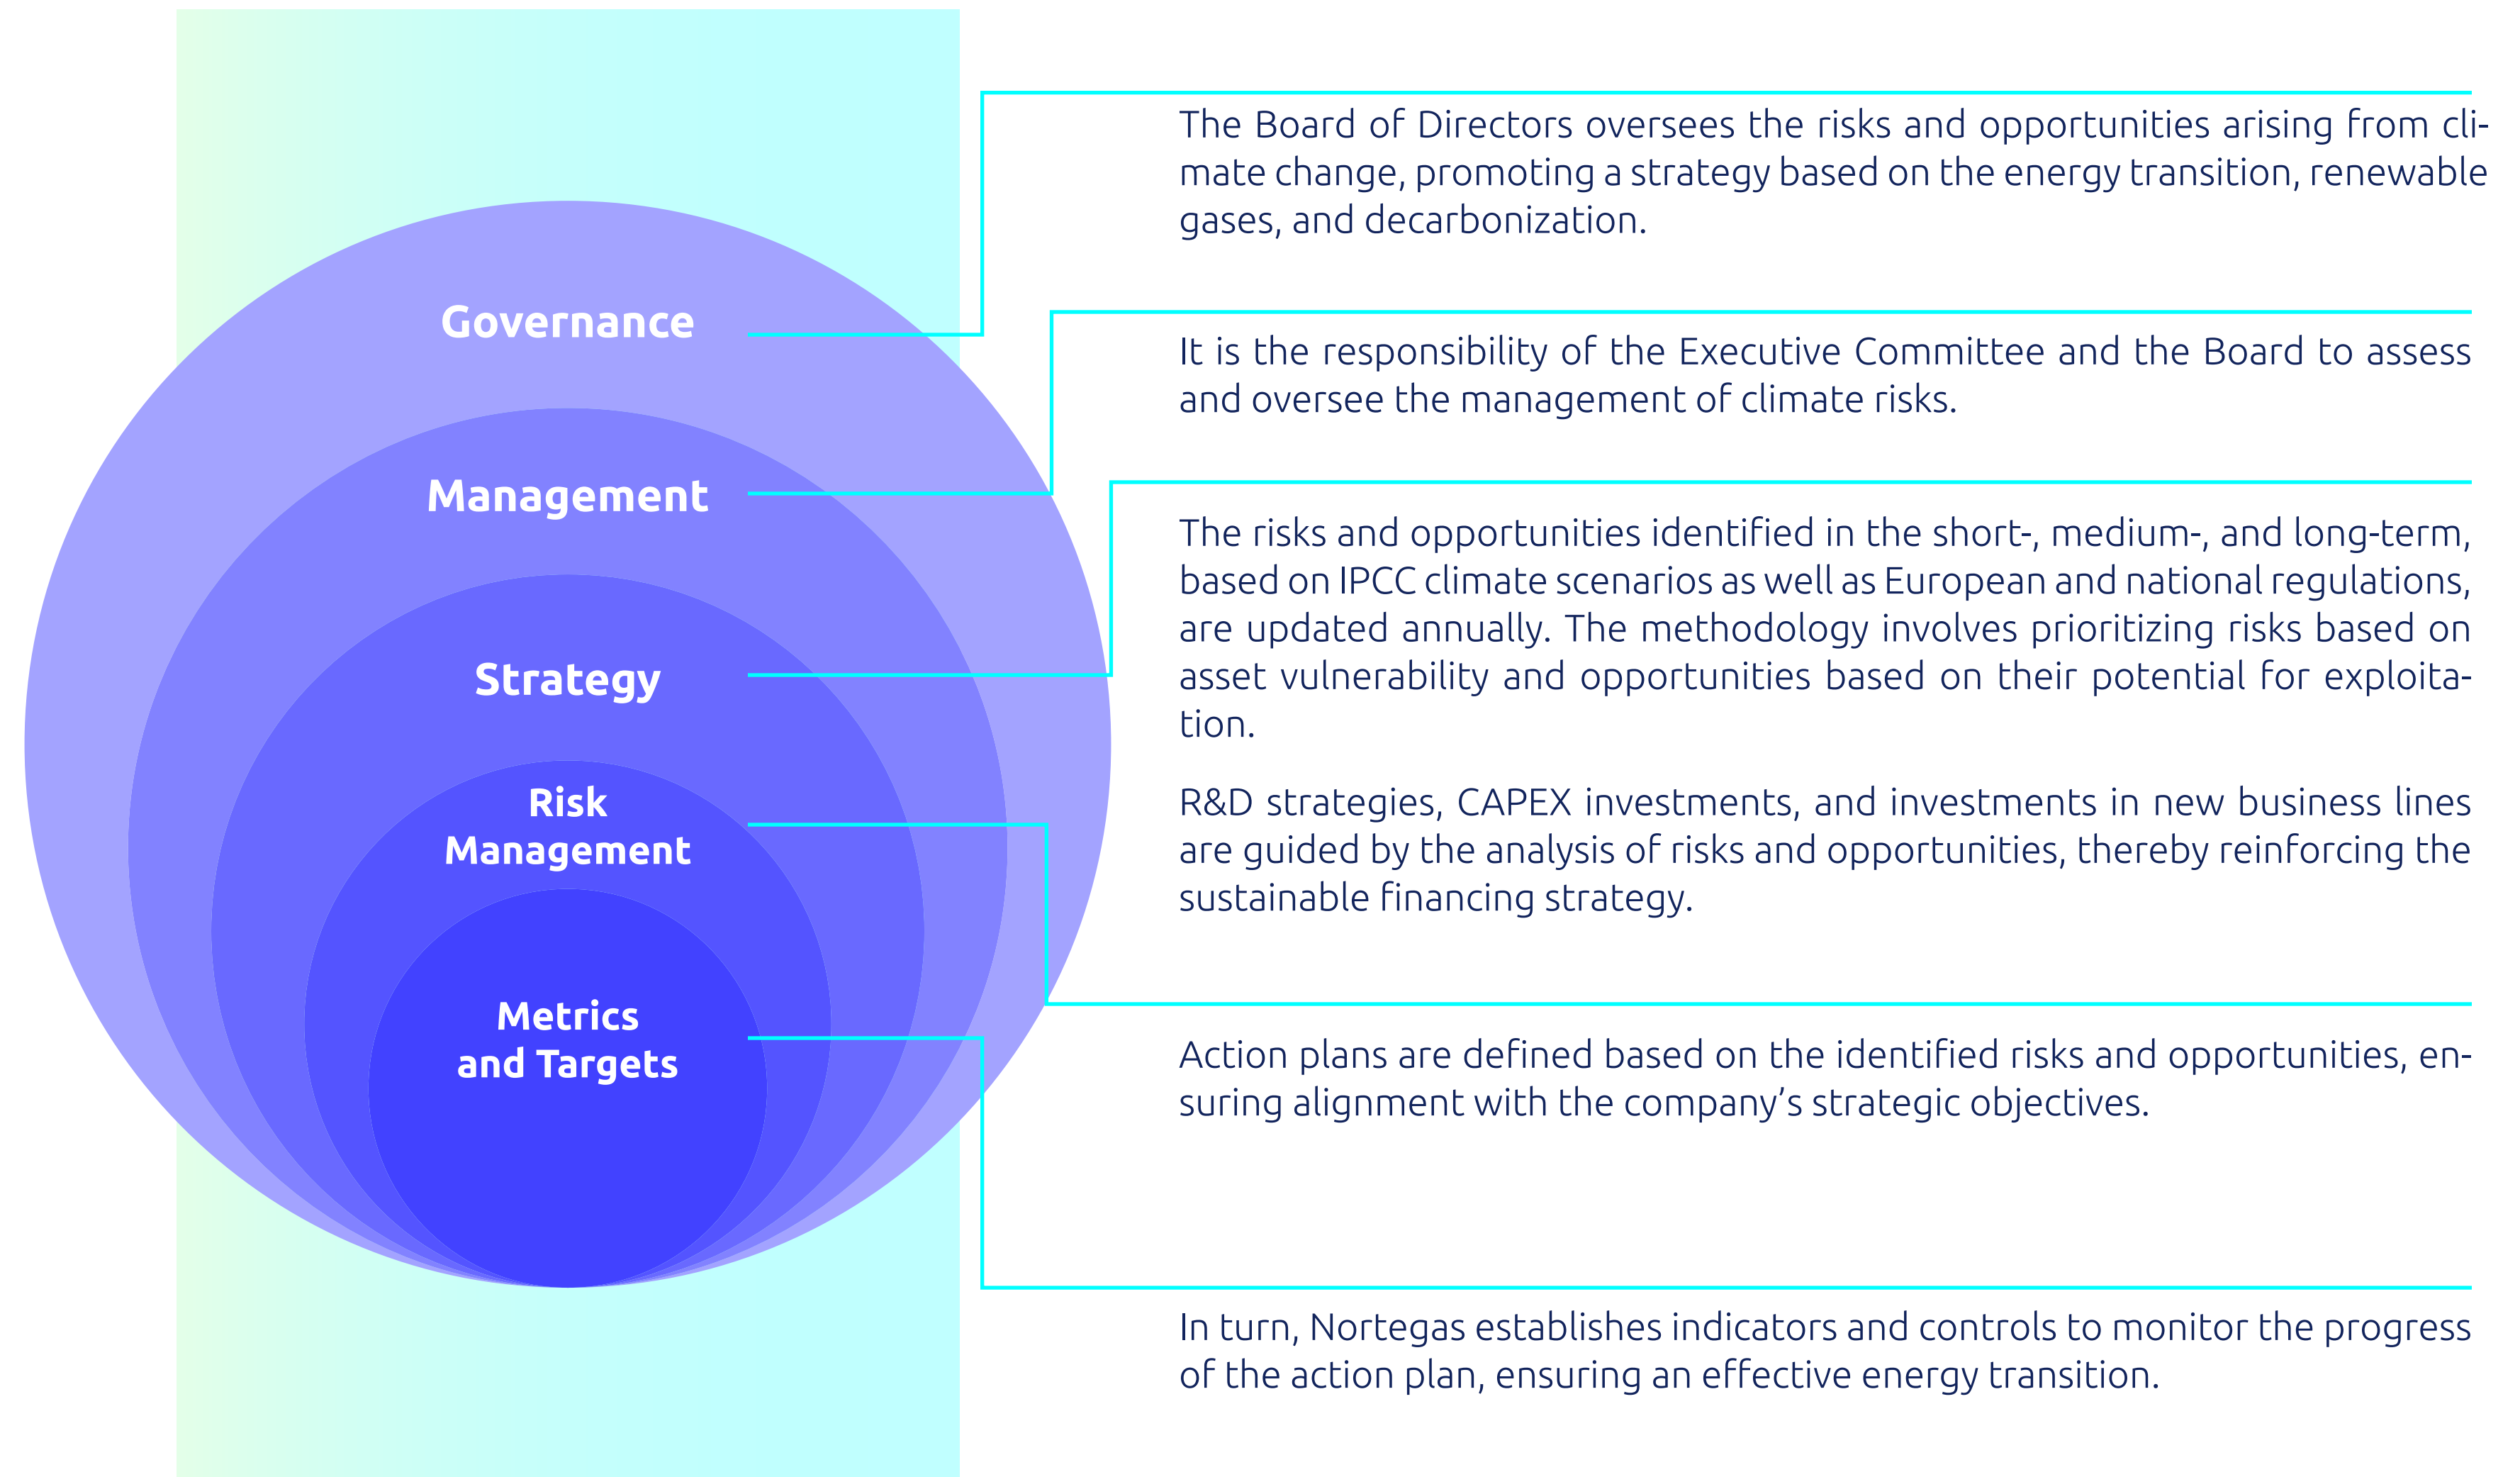 Governance
The Board of Directors oversees the risks and opportunities arising from cli-
mate change, promoting a strategy based on the energy transition, renewable
gases, and decarbonization.
Management
It is the responsibility of the Executive Committee and the Board to assess
and oversee the management of climate risks.
Strategy
The risks and opportunities identified in the short-, medium-, and long-term,
based on IPCC climate scenarios as well as European and national regulations,
are updated annually. The methodology involves prioritizing risks based on
asset vulnerability and opportunities based on their potential for exploita-
tion.
R&D strategies, CAPEX investments, and investments in new business lines
are guided by the analysis of risks and opportunities, thereby reinforcing the
sustainable financing strategy.
Risk
Management
Action plans are defined based on the identified risks and opportunities, en-
suring alignment with the company’s strategic objectives.
Metrics
and Targets
In turn, Nortegas establishes indicators and controls to monitor the progress
of the action plan, ensuring an effective energy transition.